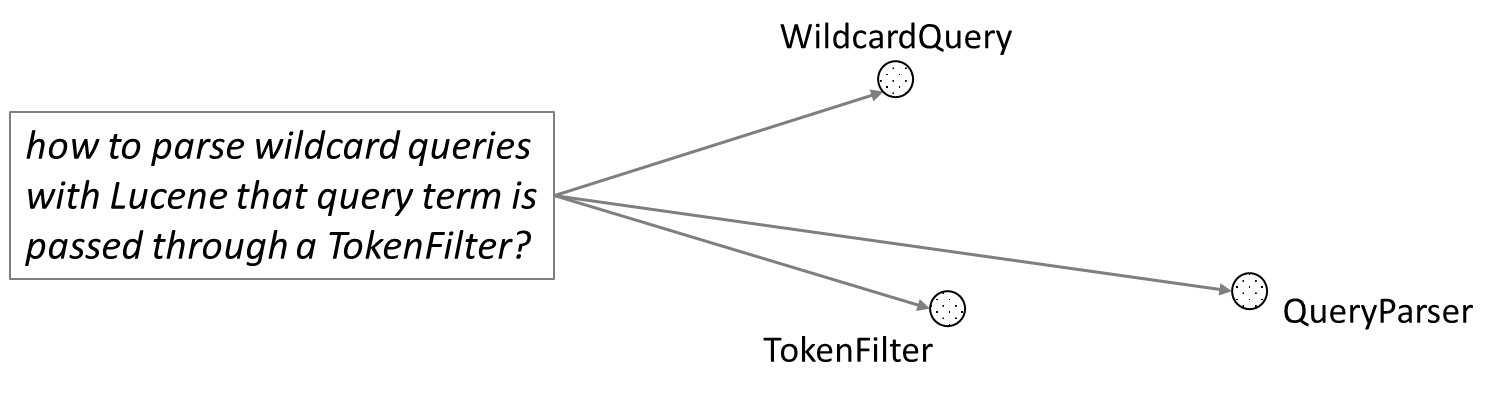 WildcardQuery
how to parse wildcard queries
with Lucene that query term is
passed through a TokenFilter?
QueryParser
TokenFilter